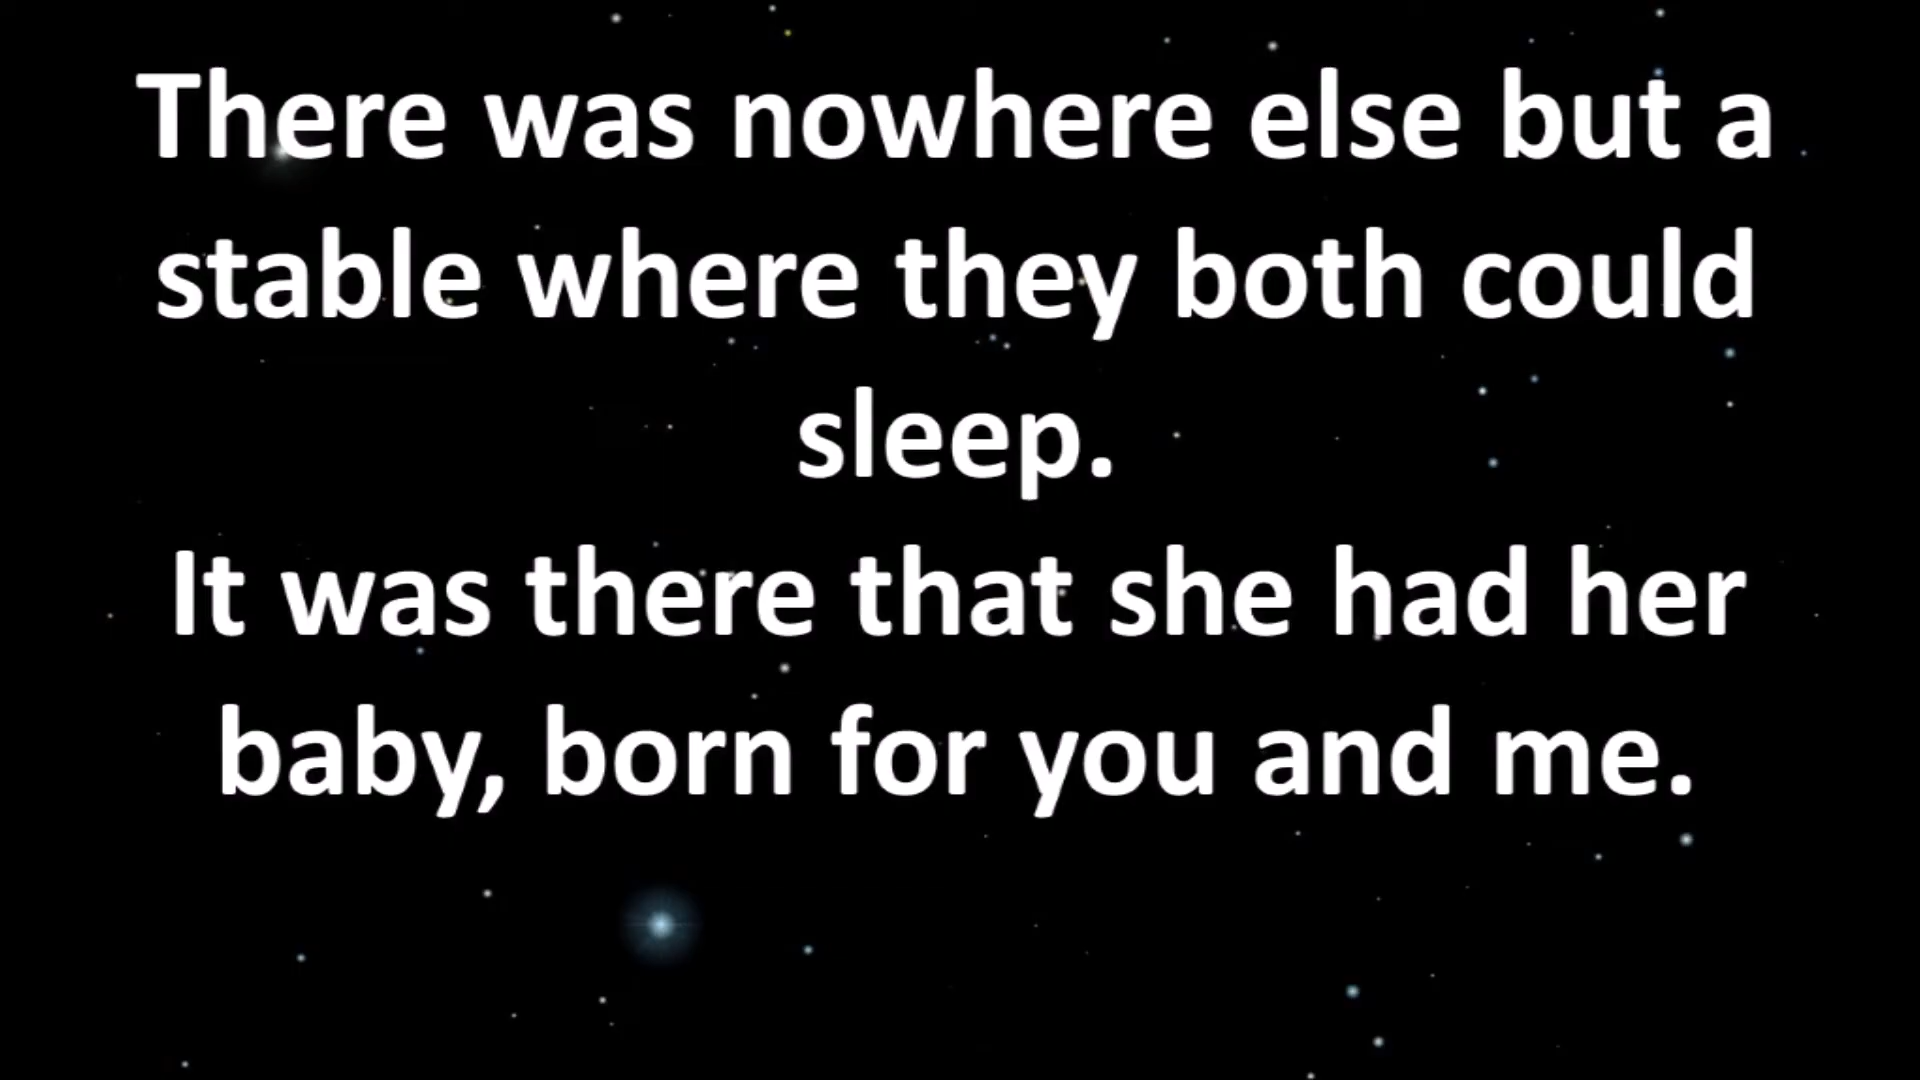 There was nowhere else but a
stable where they both could
sleep.
It was there that she had her
baby, born for you and me.